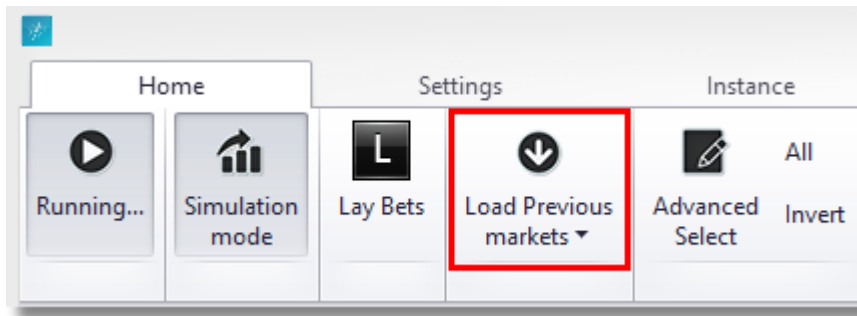 Home
Settings
Instance
Running...
Simulation
mode
L
Lay Bets
Load Previous
markets
Advanced
Select
All
Invert